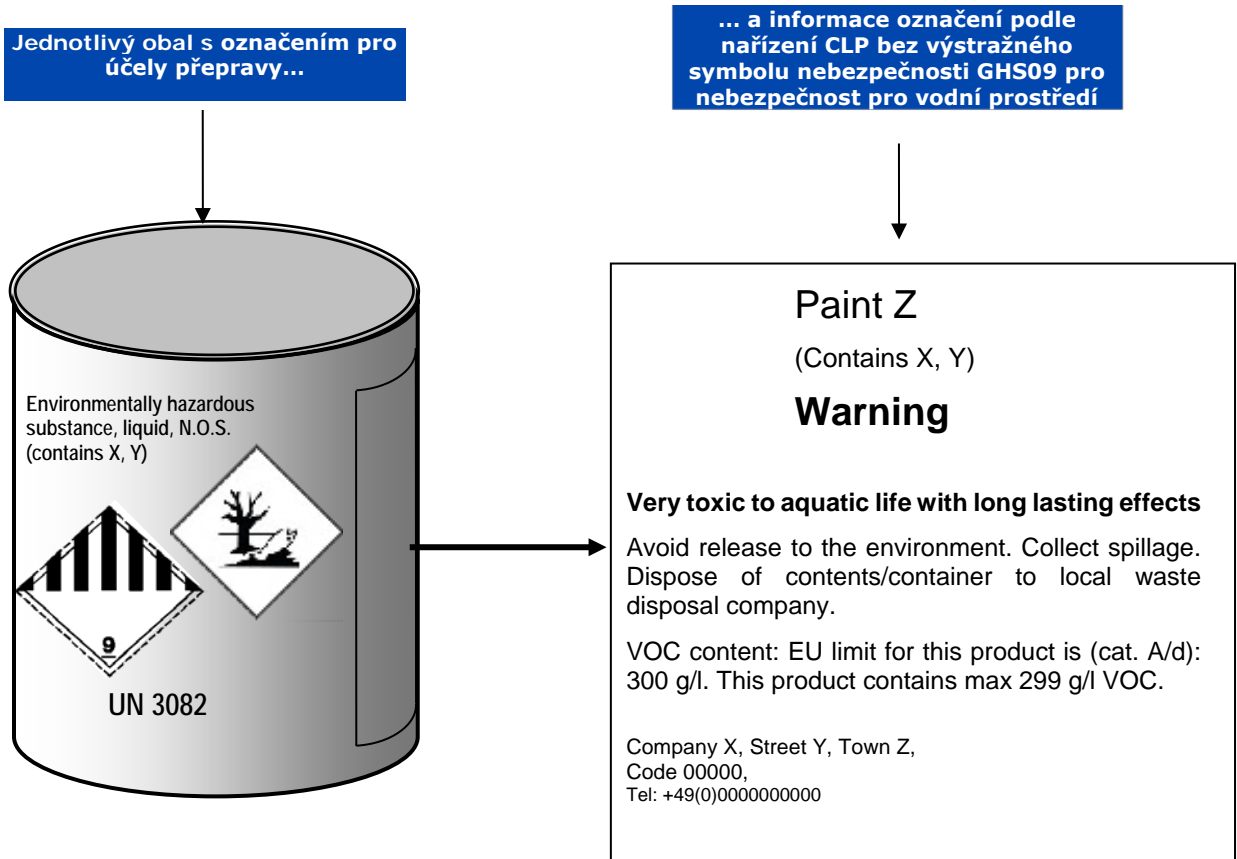 Jednotlivý obal s označením pro
účely přepravy...
... a informace označení podle
nařízení CLP bez výstražného
symbolu nebezpečnosti GHS09 pro
nebezpečnost pro vodní prostředí
Environmentally hazardous
substance, liquid, N.O.S.
(contains X, Y)
9
UN 3082
Paint Z
(Contains X, Y)
Warning
Very toxic to aquatic life with long lasting effects
Avoid release to the environment. Collect spillage.
Dispose of contents/container to local waste
disposal company.
VOC content: EU limit for this product is (cat. A/d):
300 g/l. This product contains max 299 g/l VOC.
Company X, Street Y, Town Z,
Code 00000,
Tel: +49(0)0000000000